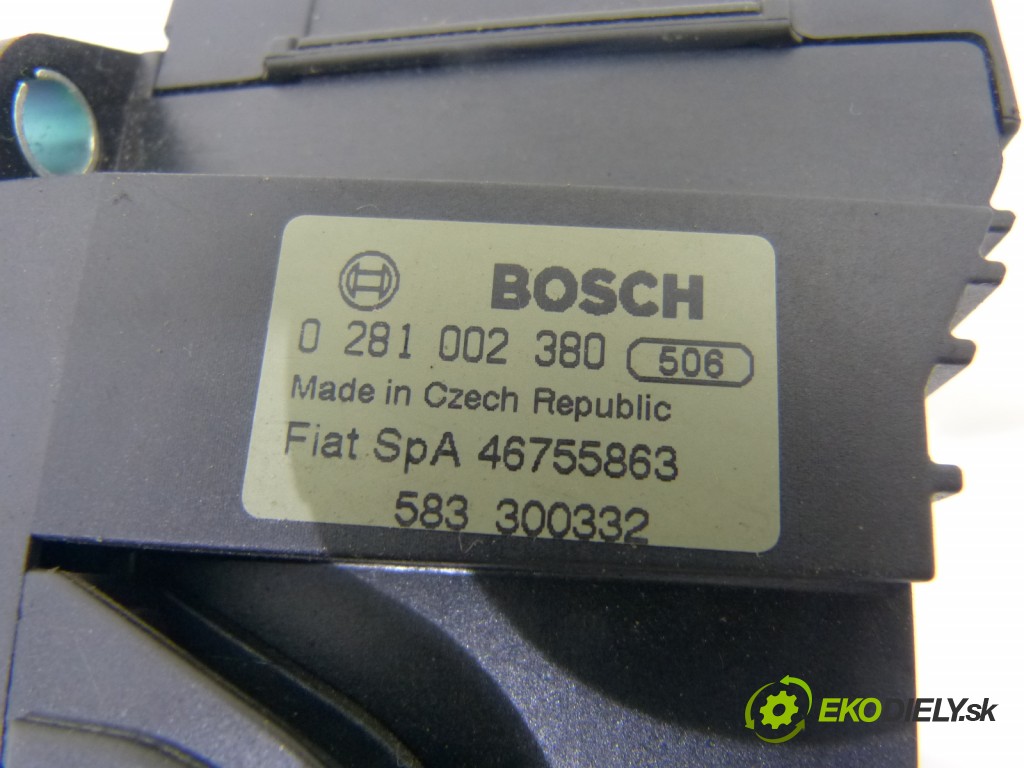 BOSCH
0 281 002 380 506
Made in Czech Republic
Fiat SpA 46755863
583 300332
EKODIELY.sk